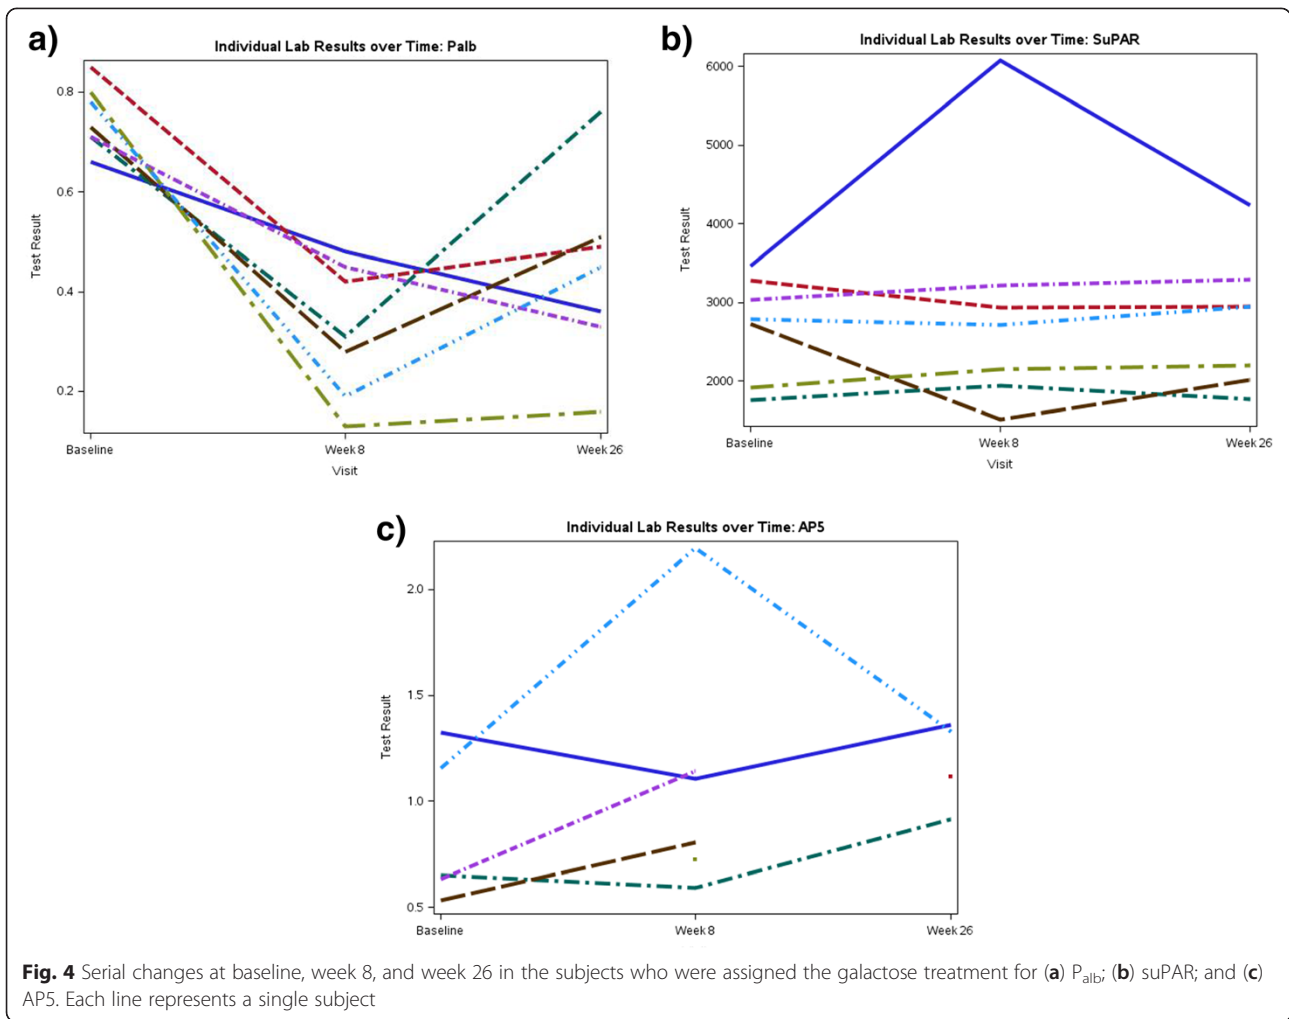 a)
Individual Lab Results over Time: Palb
Test Result
0.8
0.6
0.4
0.2
Baseline
Week 8
Week 26
Visit
b)
Individual Lab Results over Time: SuPAR
Test Result
6000
5000
4000
3000
2000
Baseline
Week 8
Week 26
Visit
c)
Individual Lab Results over Time: AP5
Test Result
2.0
1.5
1.0
0.5
Baseline
Week 8
Week 26
Fig. 4 Serial changes at baseline, week 8, and week 26 in the subjects who were assigned the galactose treatment for (a) Palb; (b) suPAR; and (c)
AP5. Each line represents a single subject